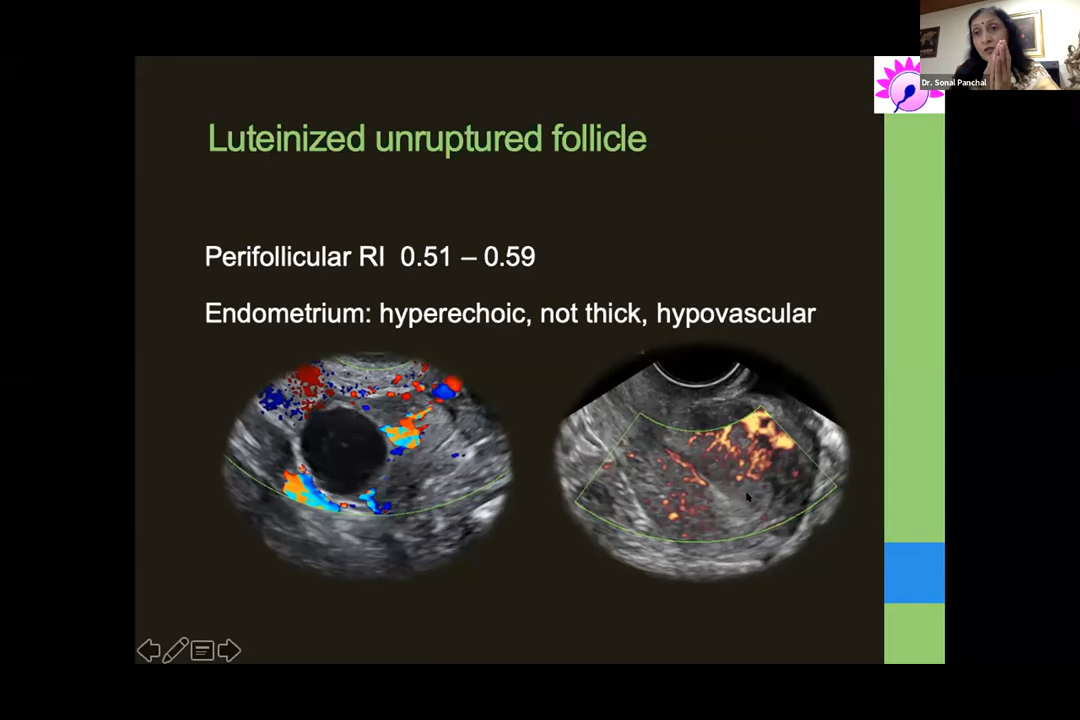 Dr. Sonal Panchal
Luteinized unruptured follicle
Perifollicular RI 0.51 – 0.59
Endometrium: hyperechoic, not thick, hypovascular